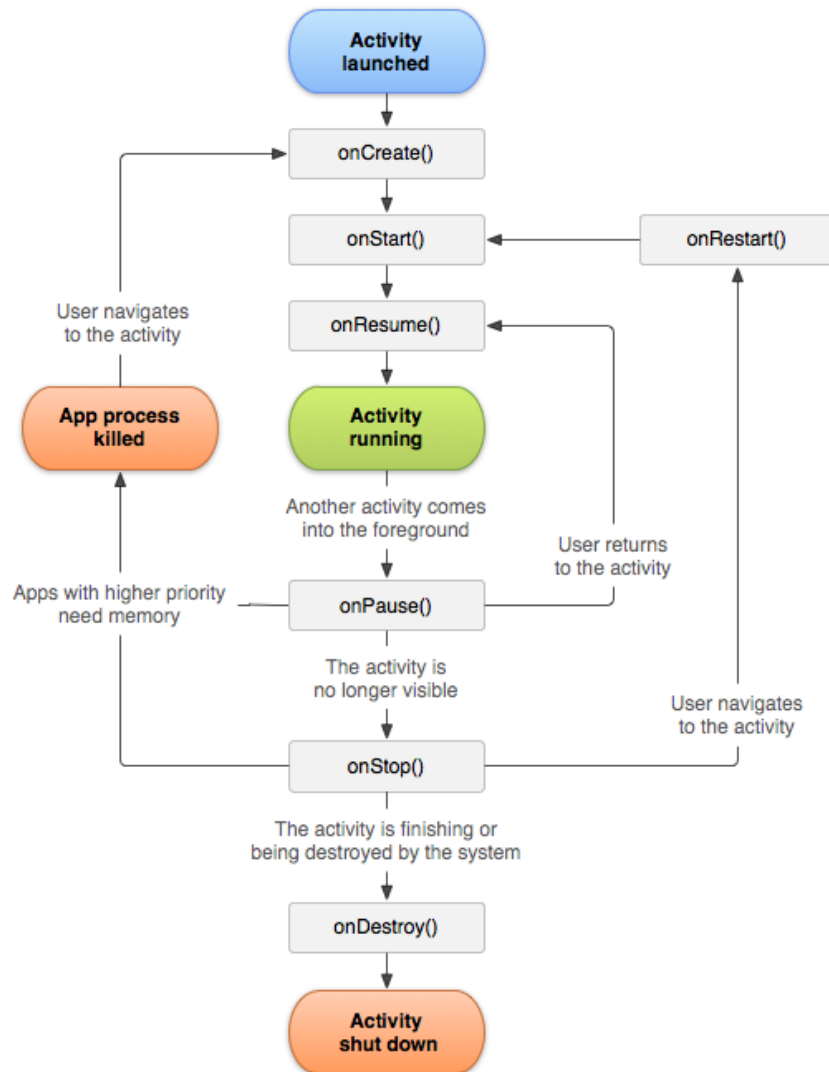 Activity
launched
onCreate()
onStart()
onRestart()
User navigates
to the activity
onResume()
App process
killed
Activity
running
Another activity comes
into the foreground
User returns
to the activity
Apps with higher priority
need memory
onPause()
The activity is
no longer visible
User navigates
to the activity
onStop()
The activity is finishing or
being destroyed by the system
onDestroy()
Activity
shut down